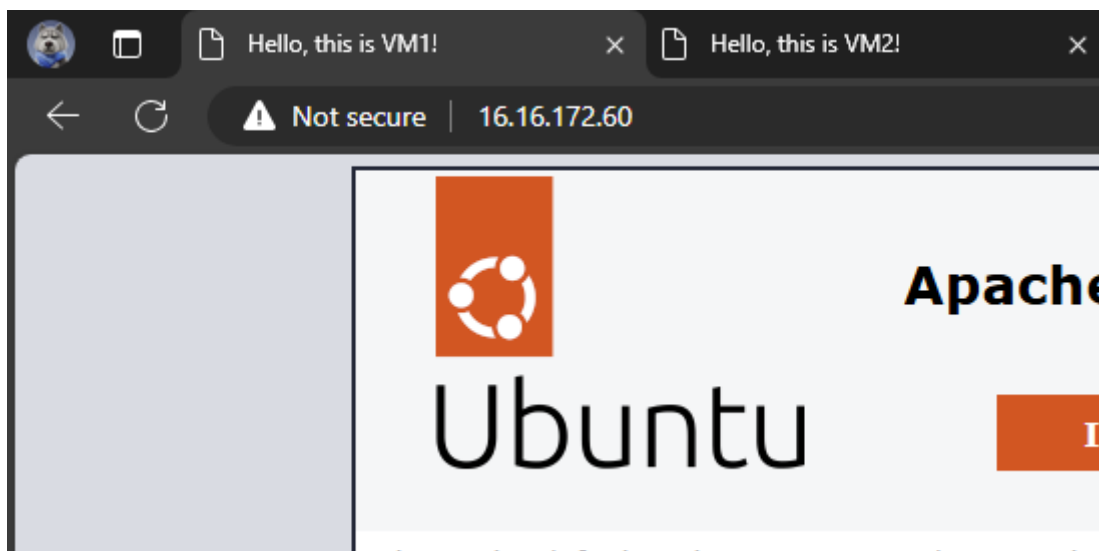 Hello, this is VM1! Hello, this is VM2!
Not secure 16.16.172.60
Apache
Ubuntu